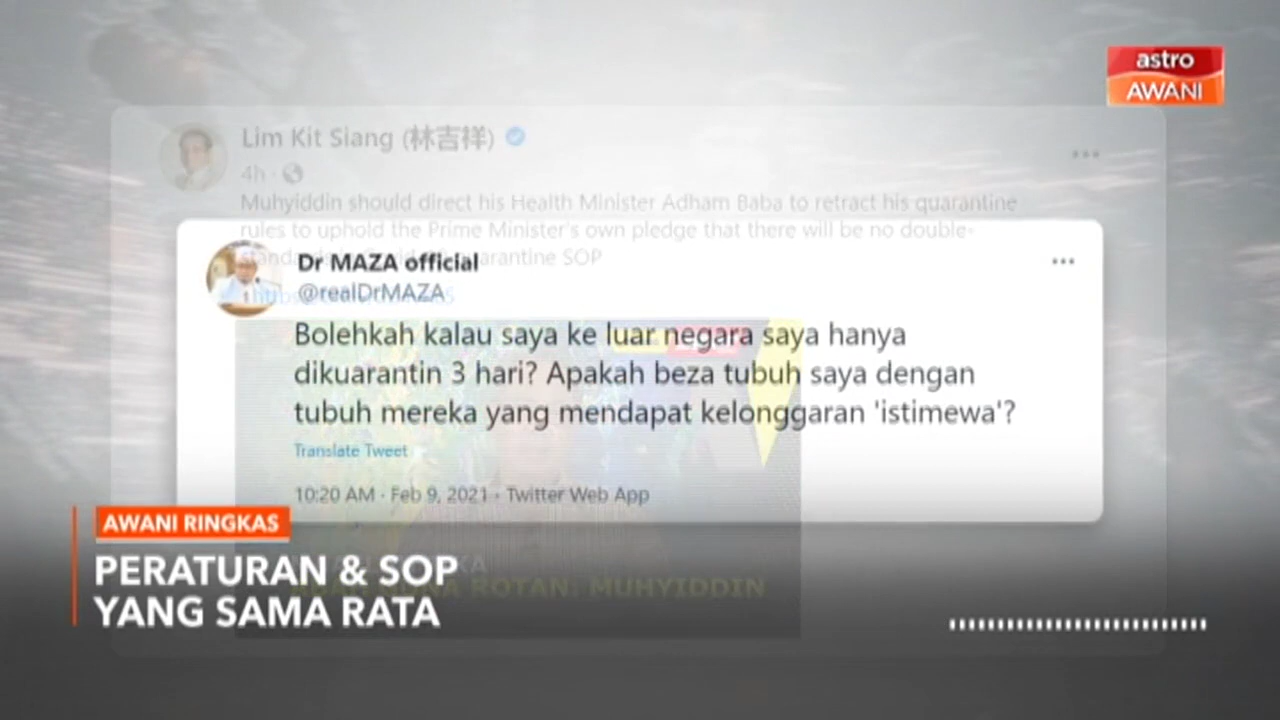 astro
AWANI
Lim Kit Siang (林吉祥)
4h
Muhyiddin should direct his Health Minister Adham Baba to retract his quarantine
rules to uphold the Prime Minister's own pledge that there will be no double-
quarantine SOP
Dr MAZA official
@realDrMAZA
Bolehkah kalau saya ke luar negara saya hanya
dikuarantin 3 hari? Apakah beza tubuh saya dengan
tubuh mereka yang mendapat kelonggaran 'istimewa'?
Translate Tweet
10:20 AM · Feb 9, 2021 · Twitter Web App
ROTAN: MUHYIDDIN
AWANI RINGKAS
PERATURAN & SOP
YANG SAMA RATA